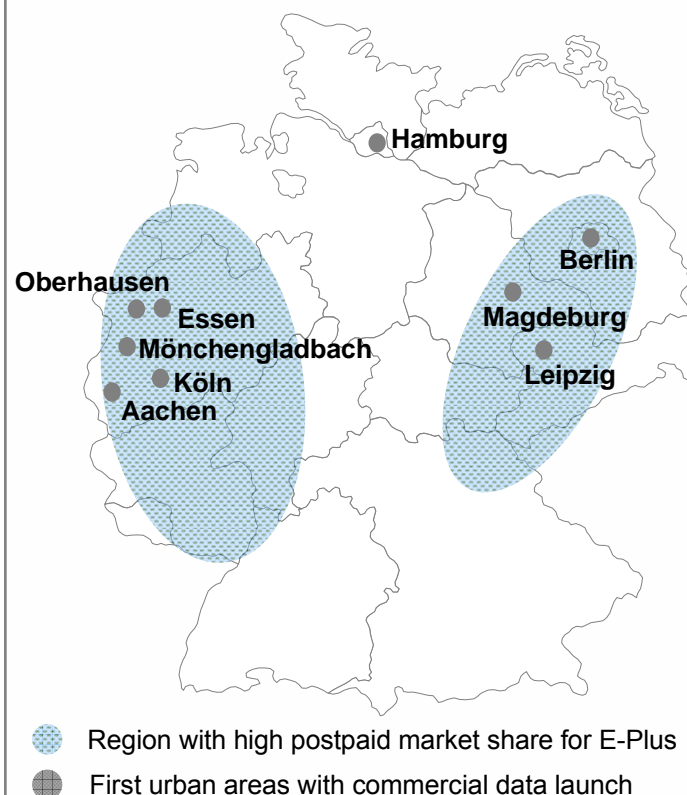 Hamburg
Berlin
Oberhausen
Magdeburg
Essen
Mönchengladbach
Leipzig
Köln
Aachen
Region with high postpaid market share for E-Plus
First urban areas with commercial data launch